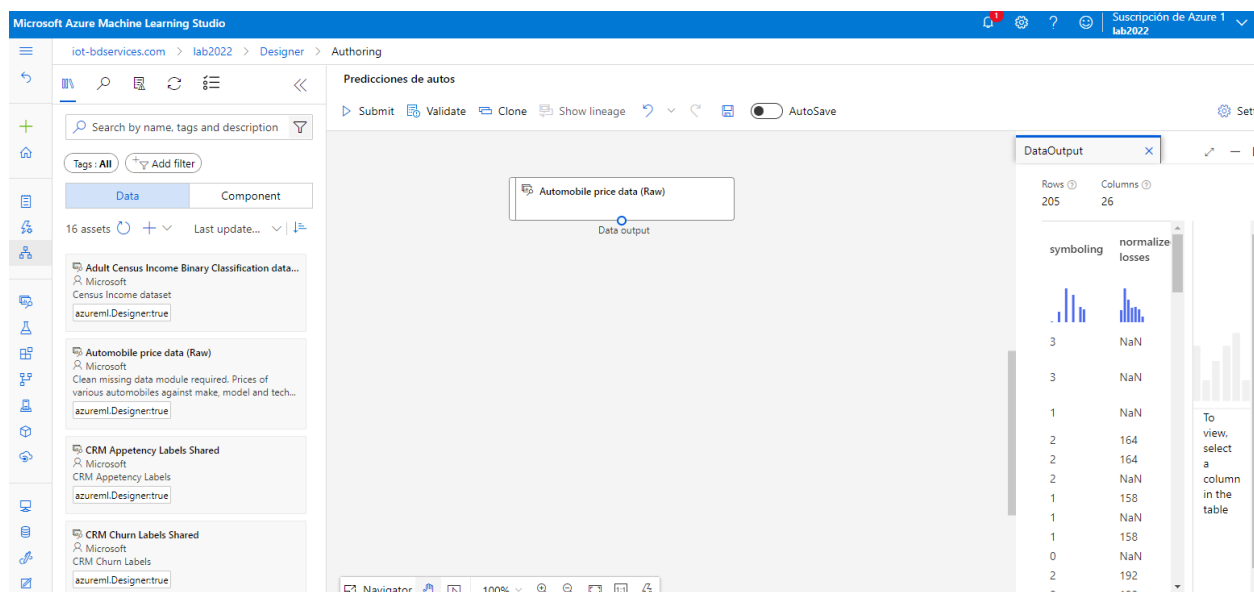 Microsoft Azure Machine Learning Studio
1
?
Suscripción de Azure 1
lab2022
iot-bdservices.com > lab2022 > Designer > Authoring
Predicciones de autos
Submit Validate Clone Show lineage AutoSave
Search by name, tags and description
Tags : All Add filter
Data Component
16 assets Last update...
Adult Census Income Binary Classification data...
Microsoft
Census Income dataset
azureml.Designer:true
Automobile price data (Raw)
Microsoft
Clean missing data module required. Prices of
various automobiles against make, model and tech...
azureml.Designer:true
CRM Appetency Labels Shared
Microsoft
CRM Appetency Labels
azureml.Designer:true
CRM Churn Labels Shared
Microsoft
CRM Churn Labels
azureml.Designer:true
Automobile price data (Raw)
Data output
Navigator 100% 1:1
DataOutput
Rows Columns
205 26
symboling normalize
losses
3 NaN
3 NaN
1 NaN
2 164
2 164
2 NaN
1 158
1 NaN
1 158
0 NaN
2 192
To
view,
select
a
column
in the
table